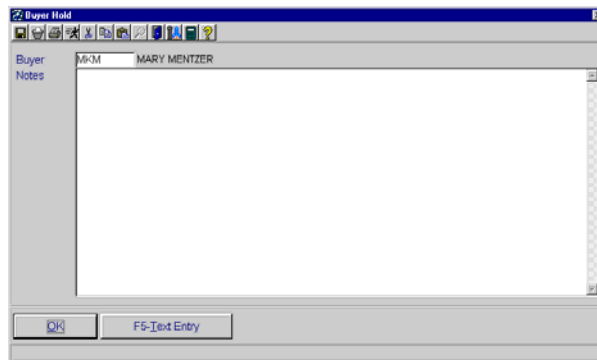 Buyer Hold
Buyer MKM MARY MENTZER
Notes
OK F5-Text Entry